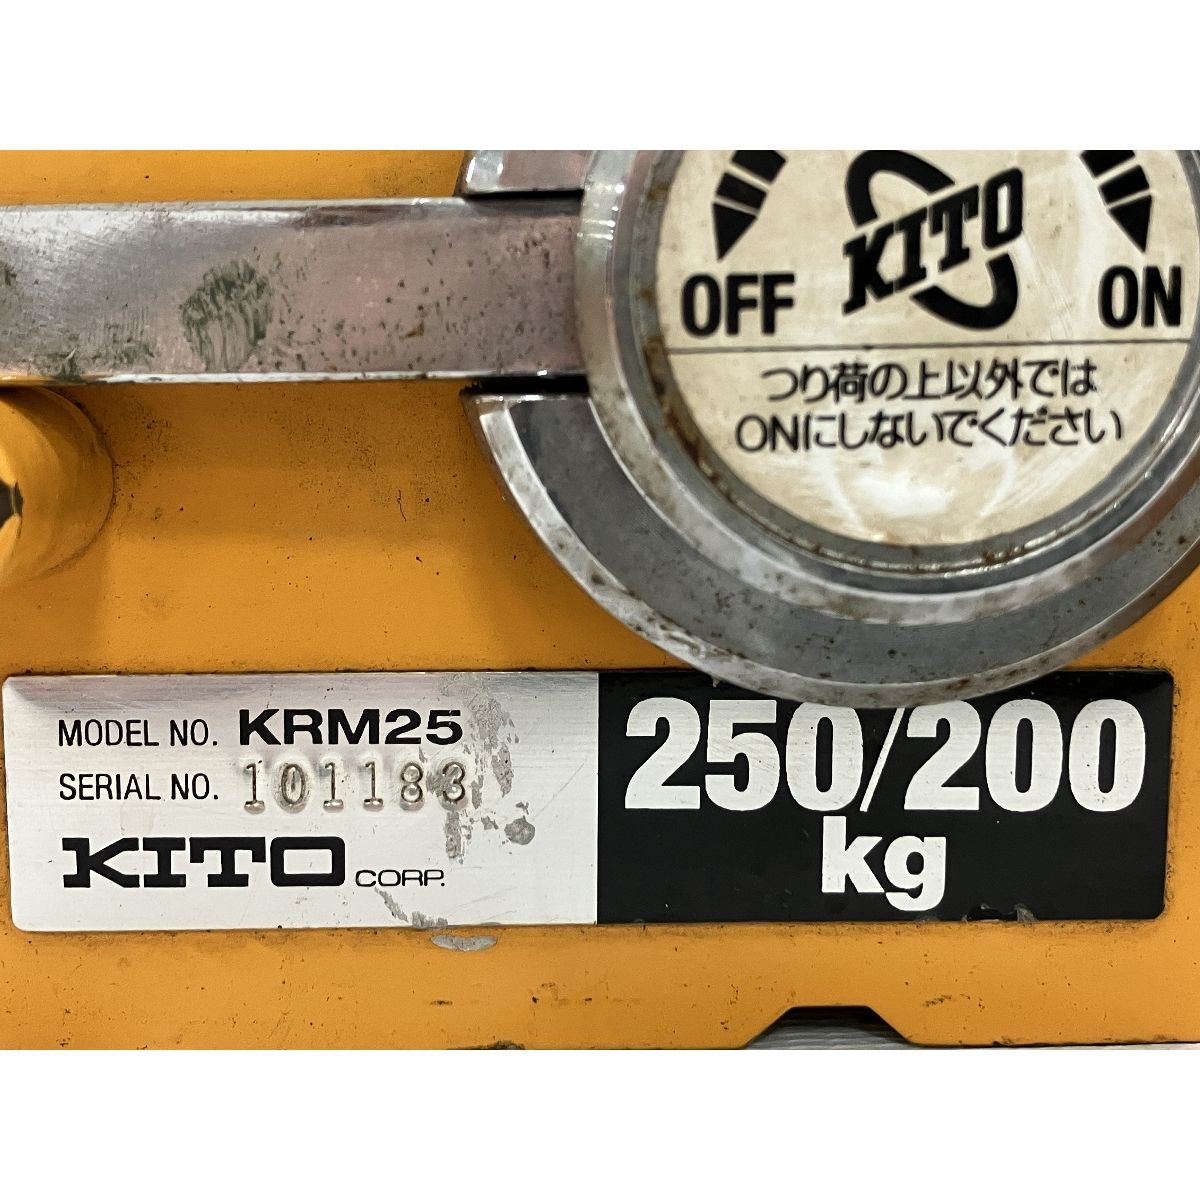 KITO
OFF ON
つり荷の上以外では
ONにしないでください
MODEL NO. KRM25
SERIAL NO. 101183
KITO CORP.
250/200
kg